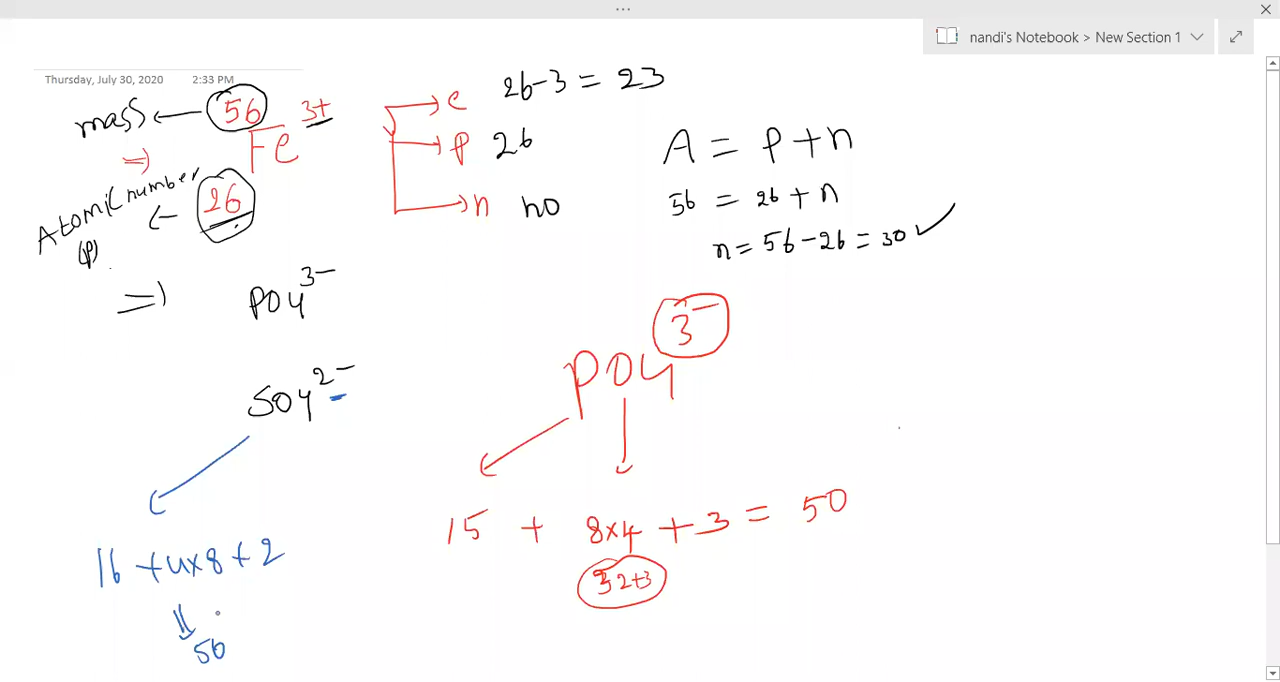 nandi's Notebook > New Section 1
Thursday, July 30, 2020 2:33 PM
mass ← 56 Fe 3+
⇒
Atomic number ← 26
(P)
e 26-3 = 23
p 26
n no
A = P+n
56 = 26 + n
n = 56-26 = 30 ✓
⇒ PO4 3−
SO4 2−
16 + 4x8 + 2
⇓
50
PO4 3−
15 + 8x4 + 3 = 50
32+3